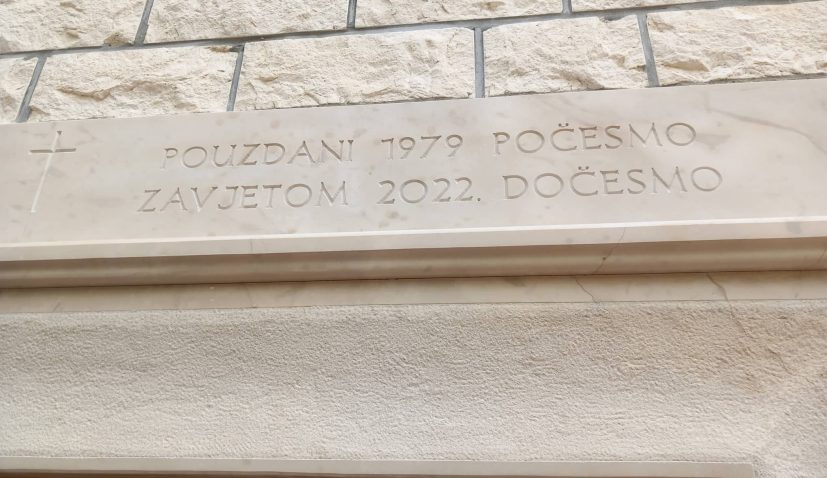 POUZDANI 1979 POČESMO
ZAVJETOM 2022. DOČESMO